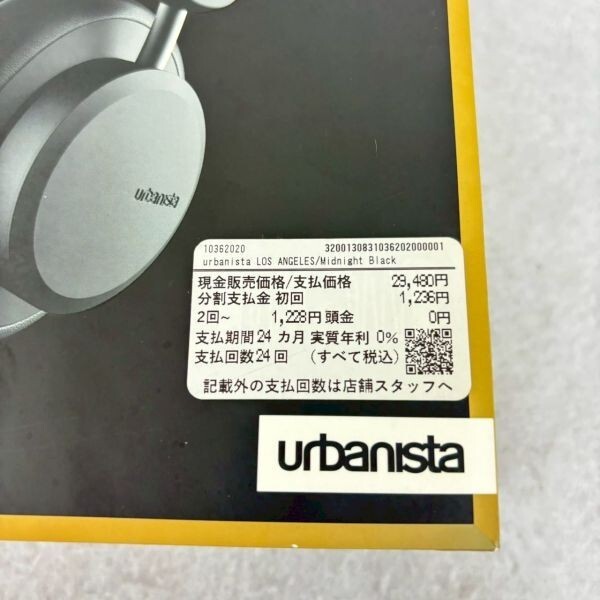 urbanista
10362020 3200130831036202000001
urbanista LOS ANGELES/Midnight Black
現金販売価格/支払価格 29,480円
分割支払金 初回 1,236円
2回~ 1,228円 頭金 0円
支払期間24 カ月 実質年利 0%
支払回数24 回 (すべて税込)
記載外の支払回数は店舗スタッフへ
urbanista